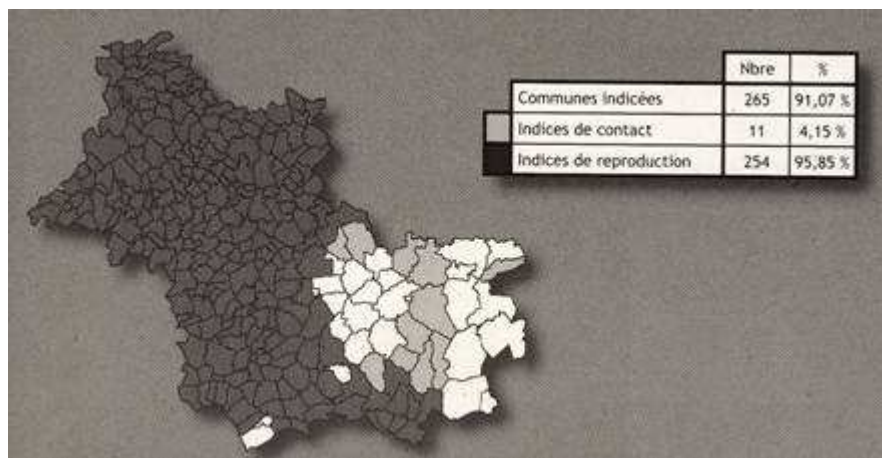 Nbre %
Communes indicées 265 91,07 %
Indices de contact 11 4,15 %
Indices de reproduction 254 95,85 %